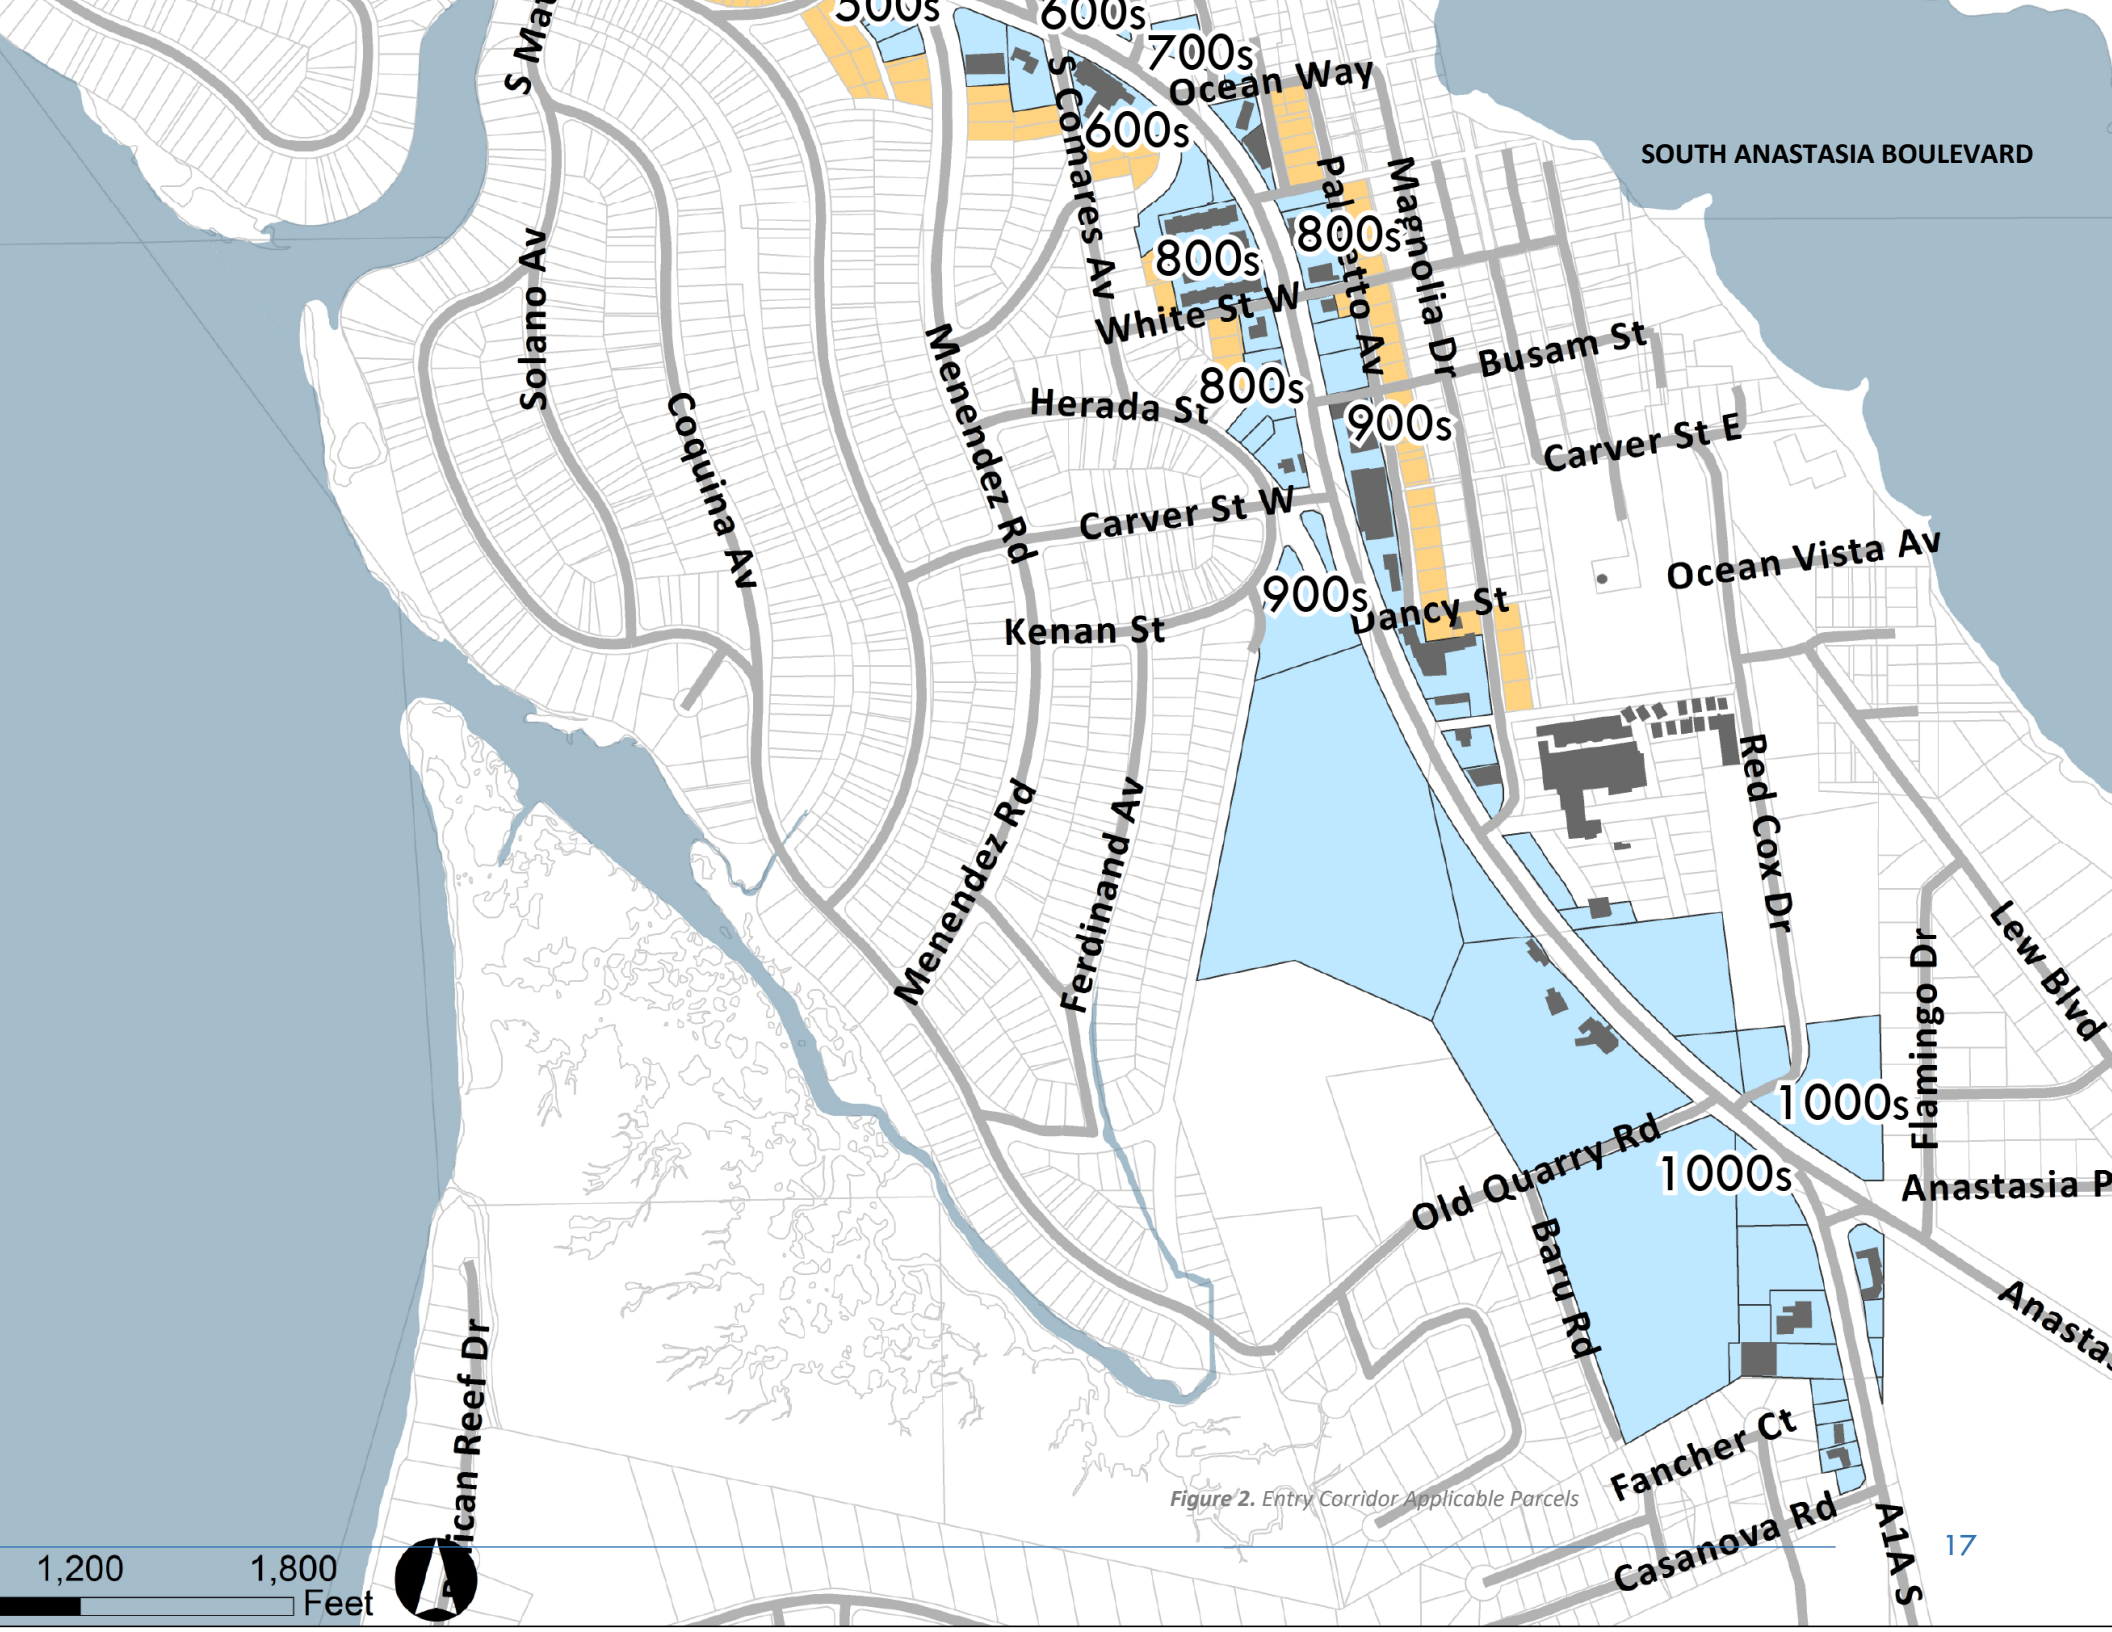 500s
600s
S Mat
700s
Ocean Way
600s
S Comares Av
SOUTH ANASTASIA BOULEVARD
Magnolia Dr
800s
800s
Solano Av
White St W
Busam St
Menendez Rd
800s
Herada St
Coquina Av
900s
Carver St E
Carver St W
Ocean Vista Av
900s
Dancy St
Kenan St
Red Cox Dr
Menendez Rd
Ferdinand Av
Lew Blvd
Flamingo Dr
1000s
Old Quarry Rd
1000s
Anastasia P
Baru Rd
Anastas
Fancher Ct
Figure 2. Entry Corridor Applicable Parcels
Casanova Rd
A1A S
17
1,200 1,800
Feet